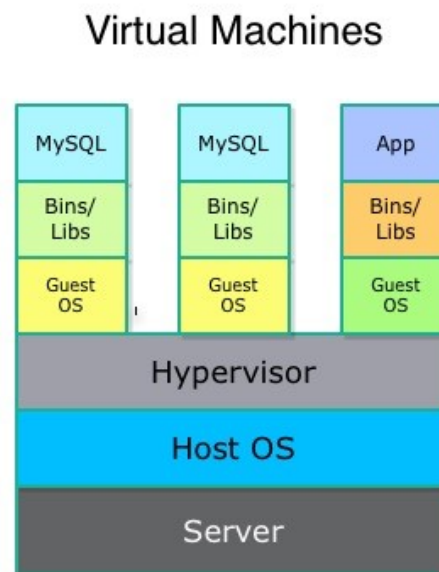 Virtual Machines
MySQL
MySQL
App
Bins/
Libs
Bins/
Libs
Bins/
Libs
Guest
OS
Guest
OS
Guest
OS
Hypervisor
Host OS
Server